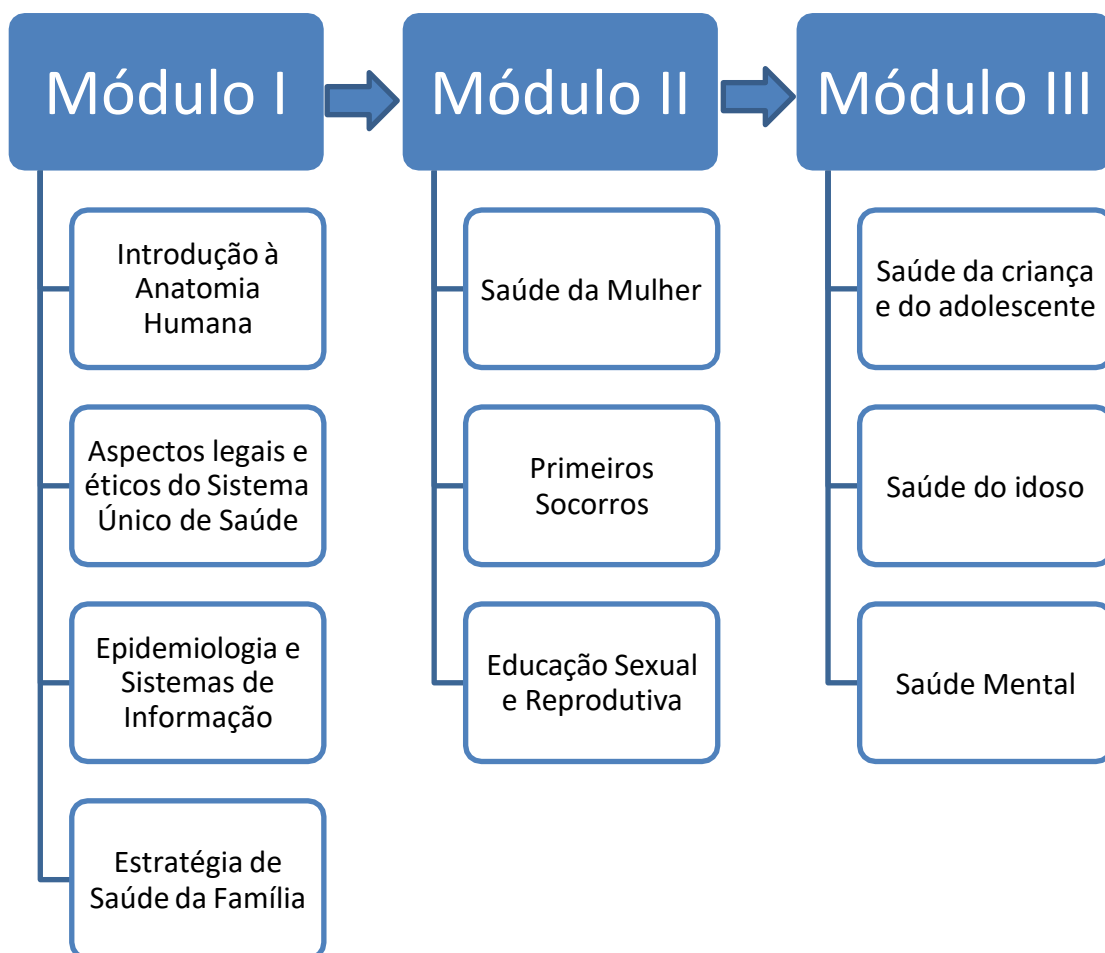 Módulo I
Introdução à
Anatomia
Humana
Aspectos legais e
éticos do Sistema
Único de Saúde
Epidemiologia e
Sistemas de
Informação
Estratégia de
Saúde da Família
Módulo II
Saúde da Mulher
Primeiros
Socorros
Educação Sexual
e Reprodutiva
Módulo III
Saúde da criança
e do adolescente
Saúde do idoso
Saúde Mental